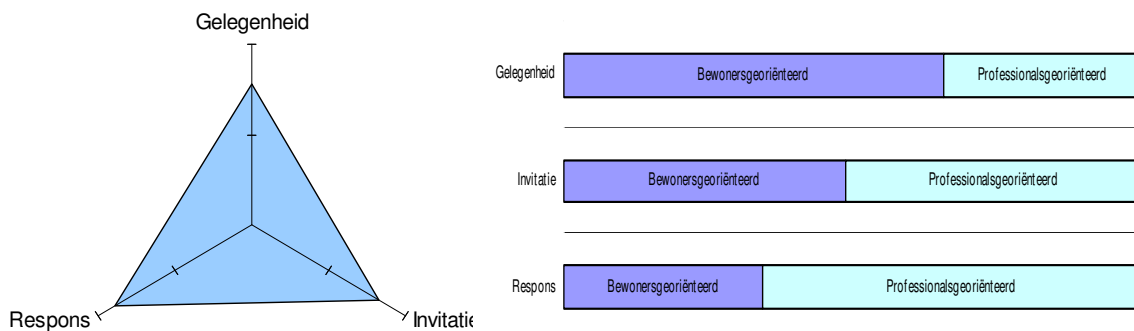 Gelegenheid
Respons
Invitatie
Gelegenheid
Bewonersgeoriënteerd
Professionalsgeoriënteerd
Invitatie
Bewonersgeoriënteerd
Professionalsgeoriënteerd
Respons
Bewonersgeoriënteerd
Professionalsgeoriënteerd